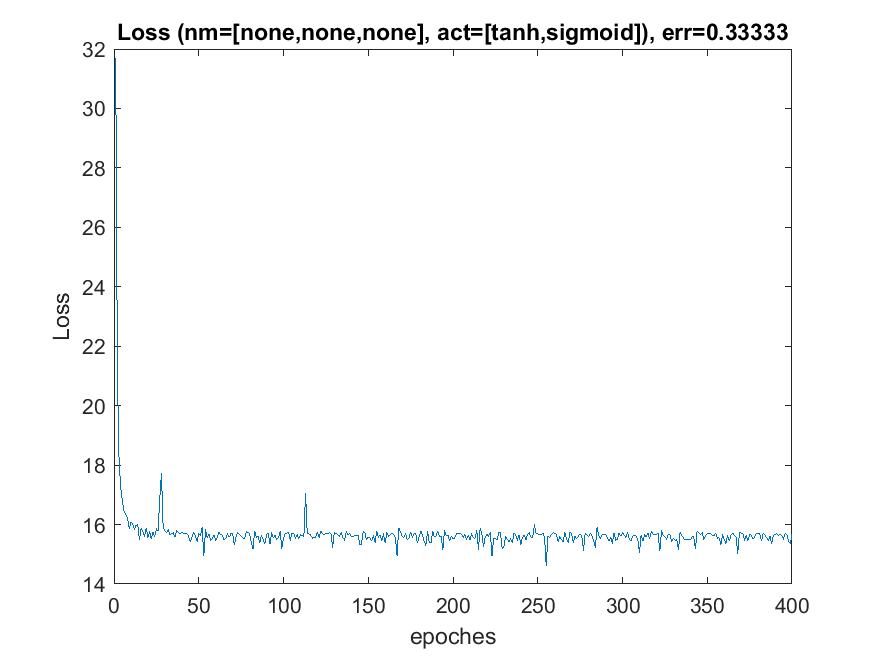 Loss (nm=[none,none,none], act=[tanh,sigmoid]), err=0.33333
32
30
28
26
24
22
20
18
16
14
Loss
0 50 100 150 200 250 300 350 400
epoches